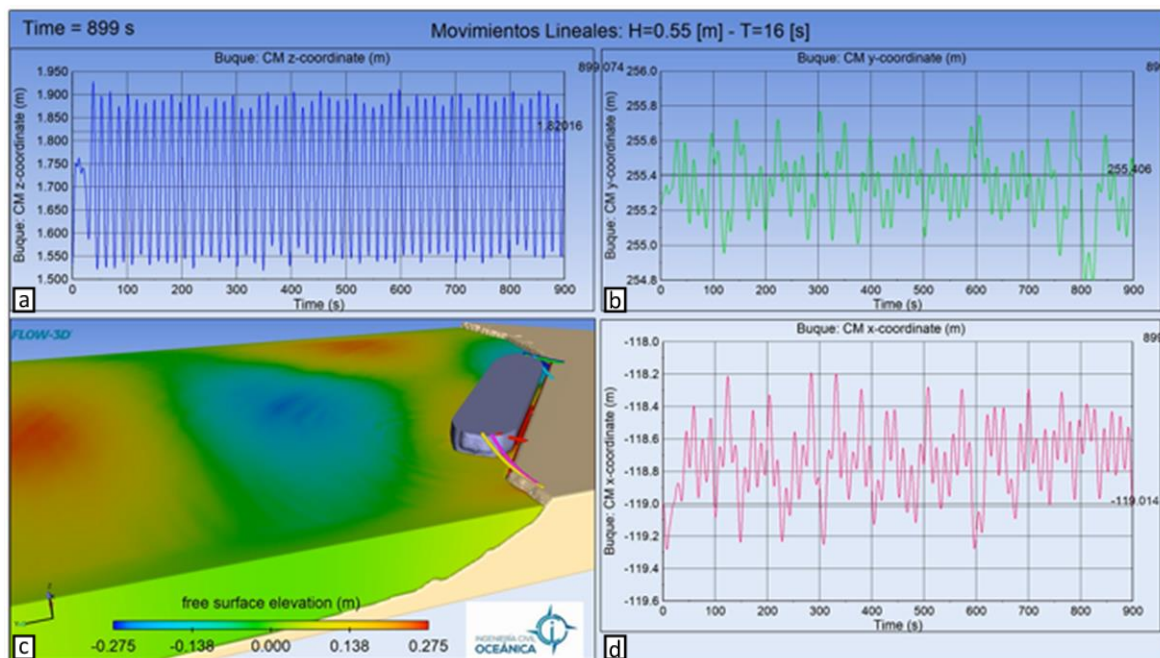 Time = 899 s
Movimientos Lineales: H=0.55 [m] - T=16 [s]
Buque: CM z-coordinate (m)
899.074
1.950
1.900
1.850
1.800
1.750
1.700
1.650
1.600
1.550
1.500
Buque: CM z-coordinate (m)
1.82016
0 100 200 300 400 500 600 700 800 900
Time (s)
a
Buque: CM y-coordinate (m)
89
256.0
255.8
255.6
255.4
255.2
255.0
254.8
Buque: CM y-coordinate (m)
255.406
0 100 200 300 400 500 600 700 800 900
Time (s)
b
FLOW-3D
free surface elevation (m)
-0.275 -0.138 0.000 0.138 0.275
INGENIERÍA CIVIL
OCEÁNICA
c
Buque: CM x-coordinate (m)
899
-118.0
-118.2
-118.4
-118.6
-118.8
-119.0
-119.2
-119.4
-119.6
Buque: CM x-coordinate (m)
-119.014
0 100 200 300 400 500 600 700 800 900
Time (s)
d